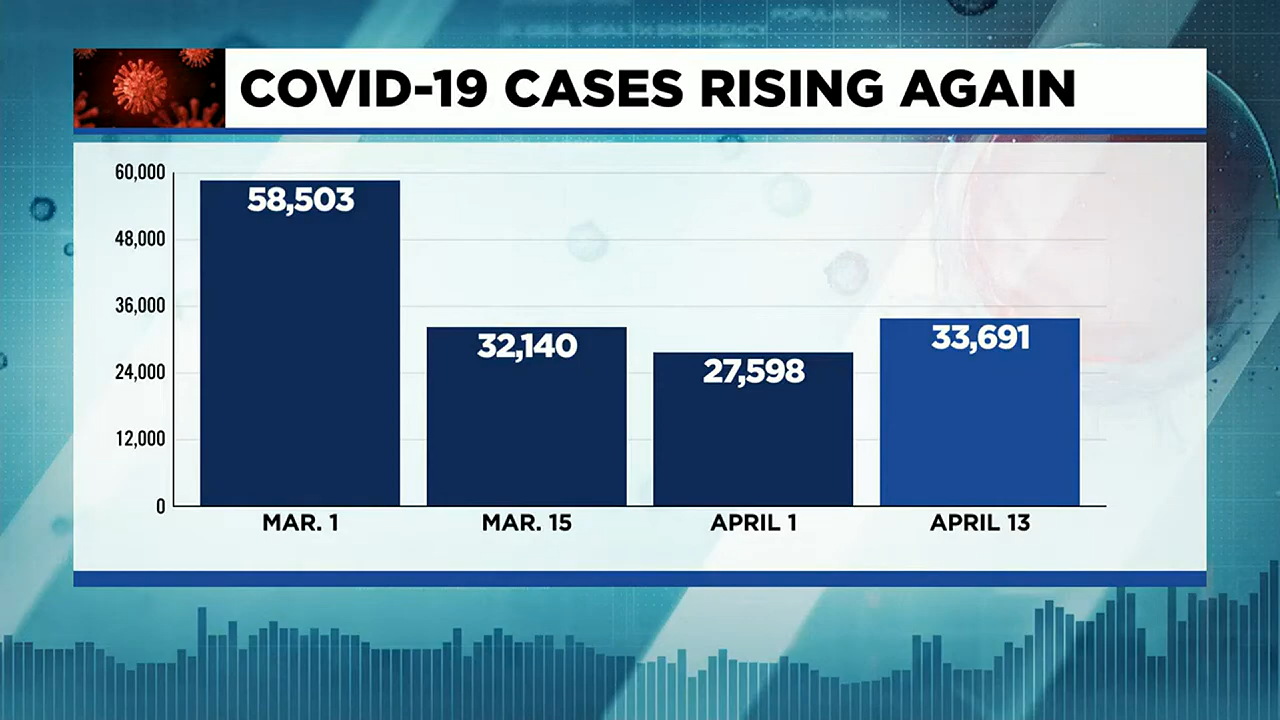 POPULATION
COVID-19 CASES RISING AGAIN
60,000
58,503
48,000
36,000
32,140
33,691
27,598
24,000
12,000
0
MAR. 1
MAR. 15
APRIL 1
APRIL 13